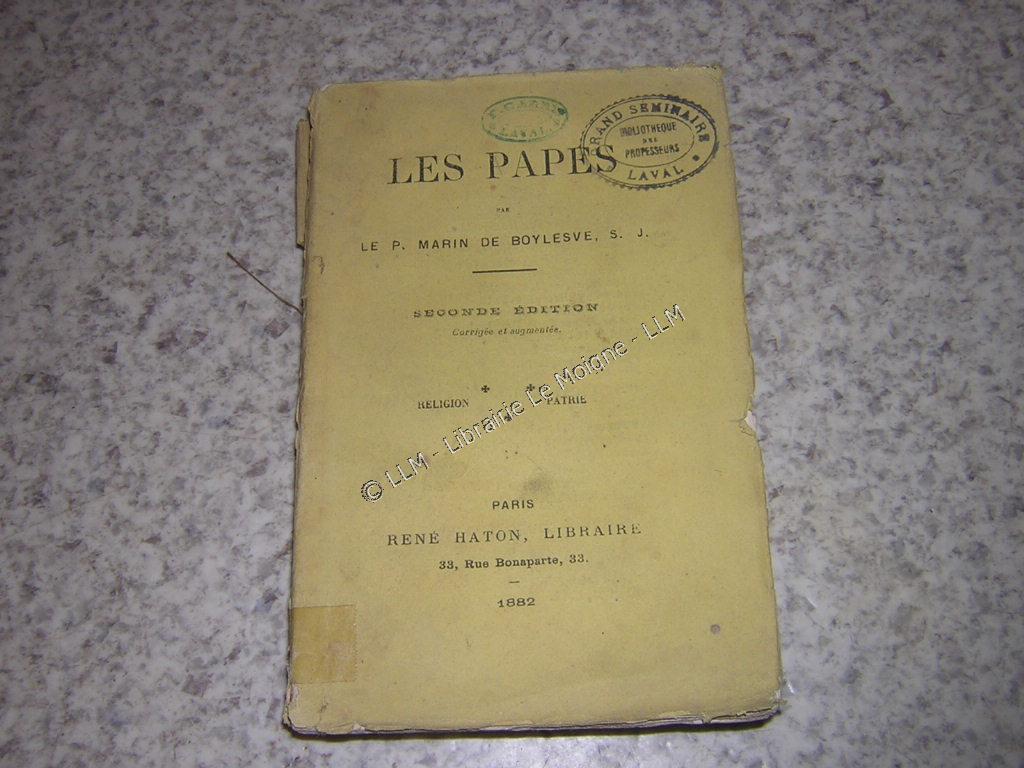 LAVAL
GRAND SEMINAIRE
BIBLIOTHEQUE
DES
PROFESSEURS
LAVAL
LES PAPES
PAR
LE P. MARIN DE BOYLESVE, S. J.
SECONDE ÉDITION
Corrigée et augmentée.
RELIGION PATRIE
© LLM - Librairie Le Moigne - LLM
PARIS
RENÉ HATON, LIBRAIRE
33, Rue Bonaparte, 33.
1882